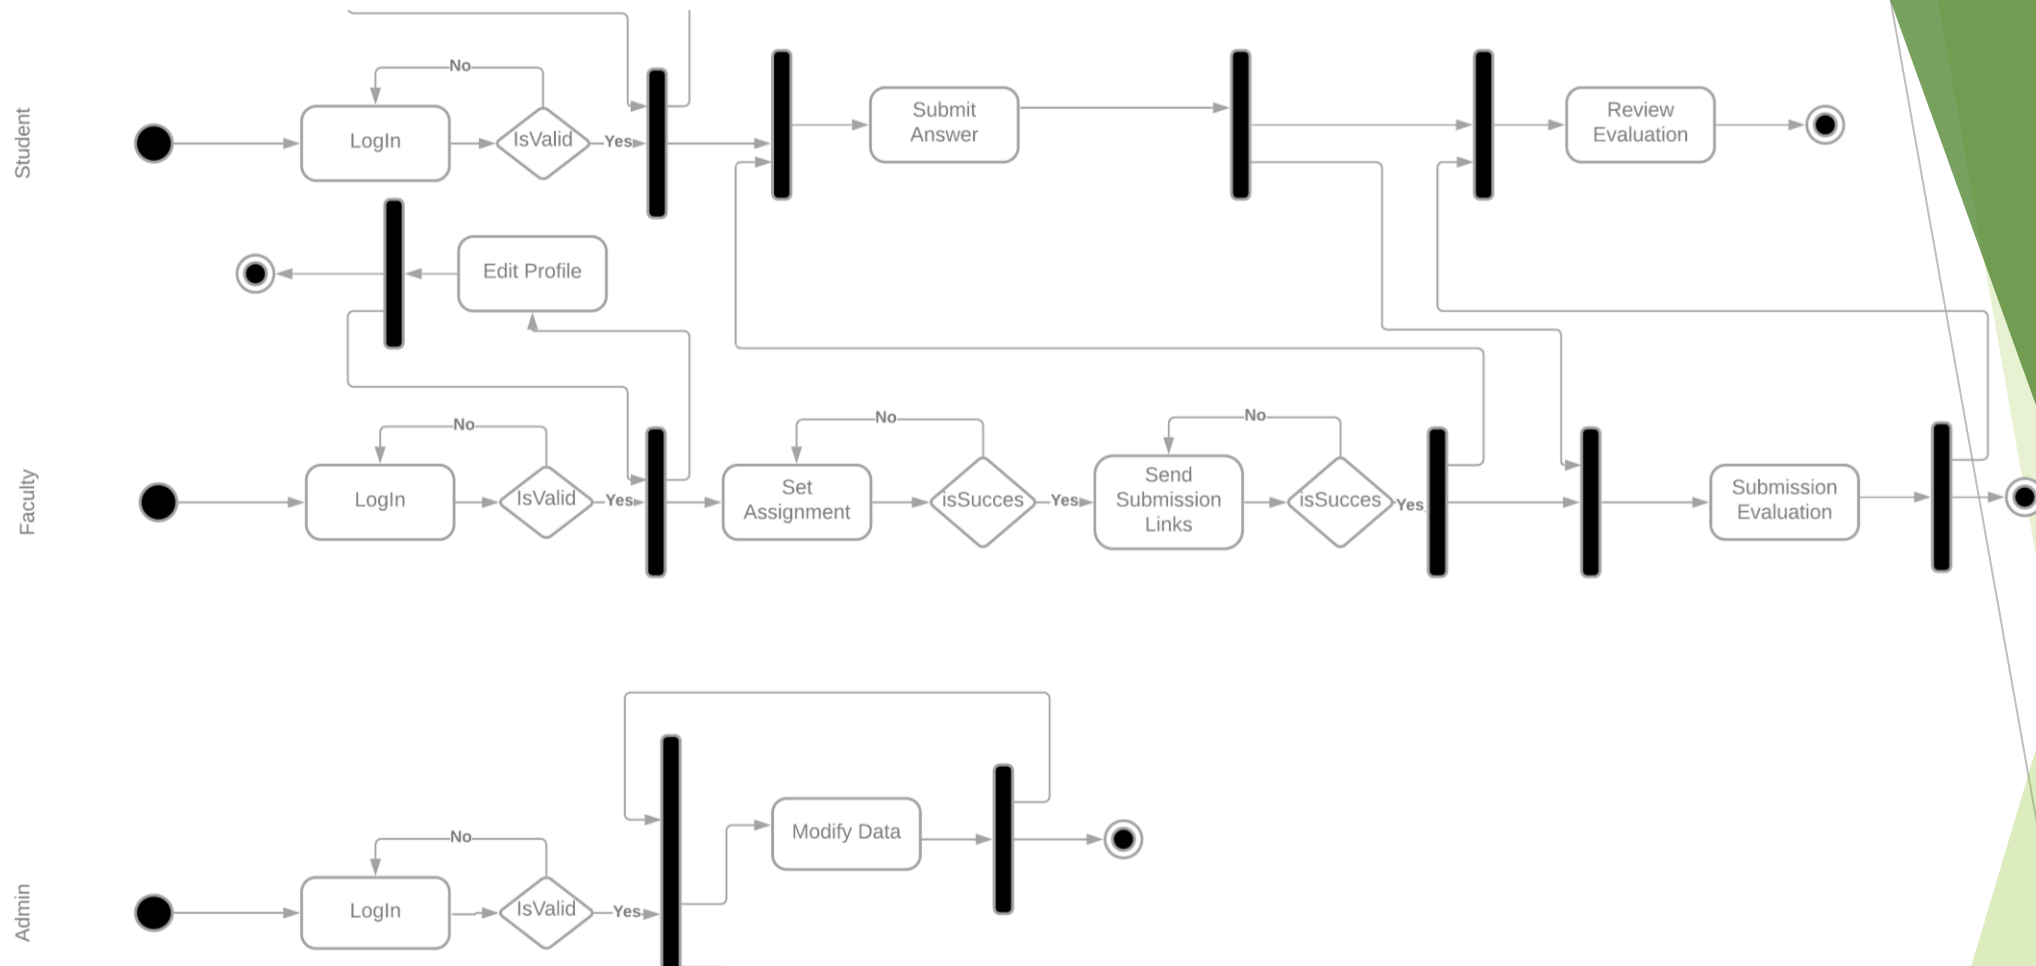 Student
No
LogIn
IsValid
Yes
Submit
Answer
Review
Evaluation
Edit Profile
Faculty
No
LogIn
IsValid
Yes
Set
Assignment
No
isSucces
Yes
Send
Submission
Links
No
isSucces
Yes
Submission
Evaluation
Admin
No
LogIn
IsValid
Yes
Modify Data